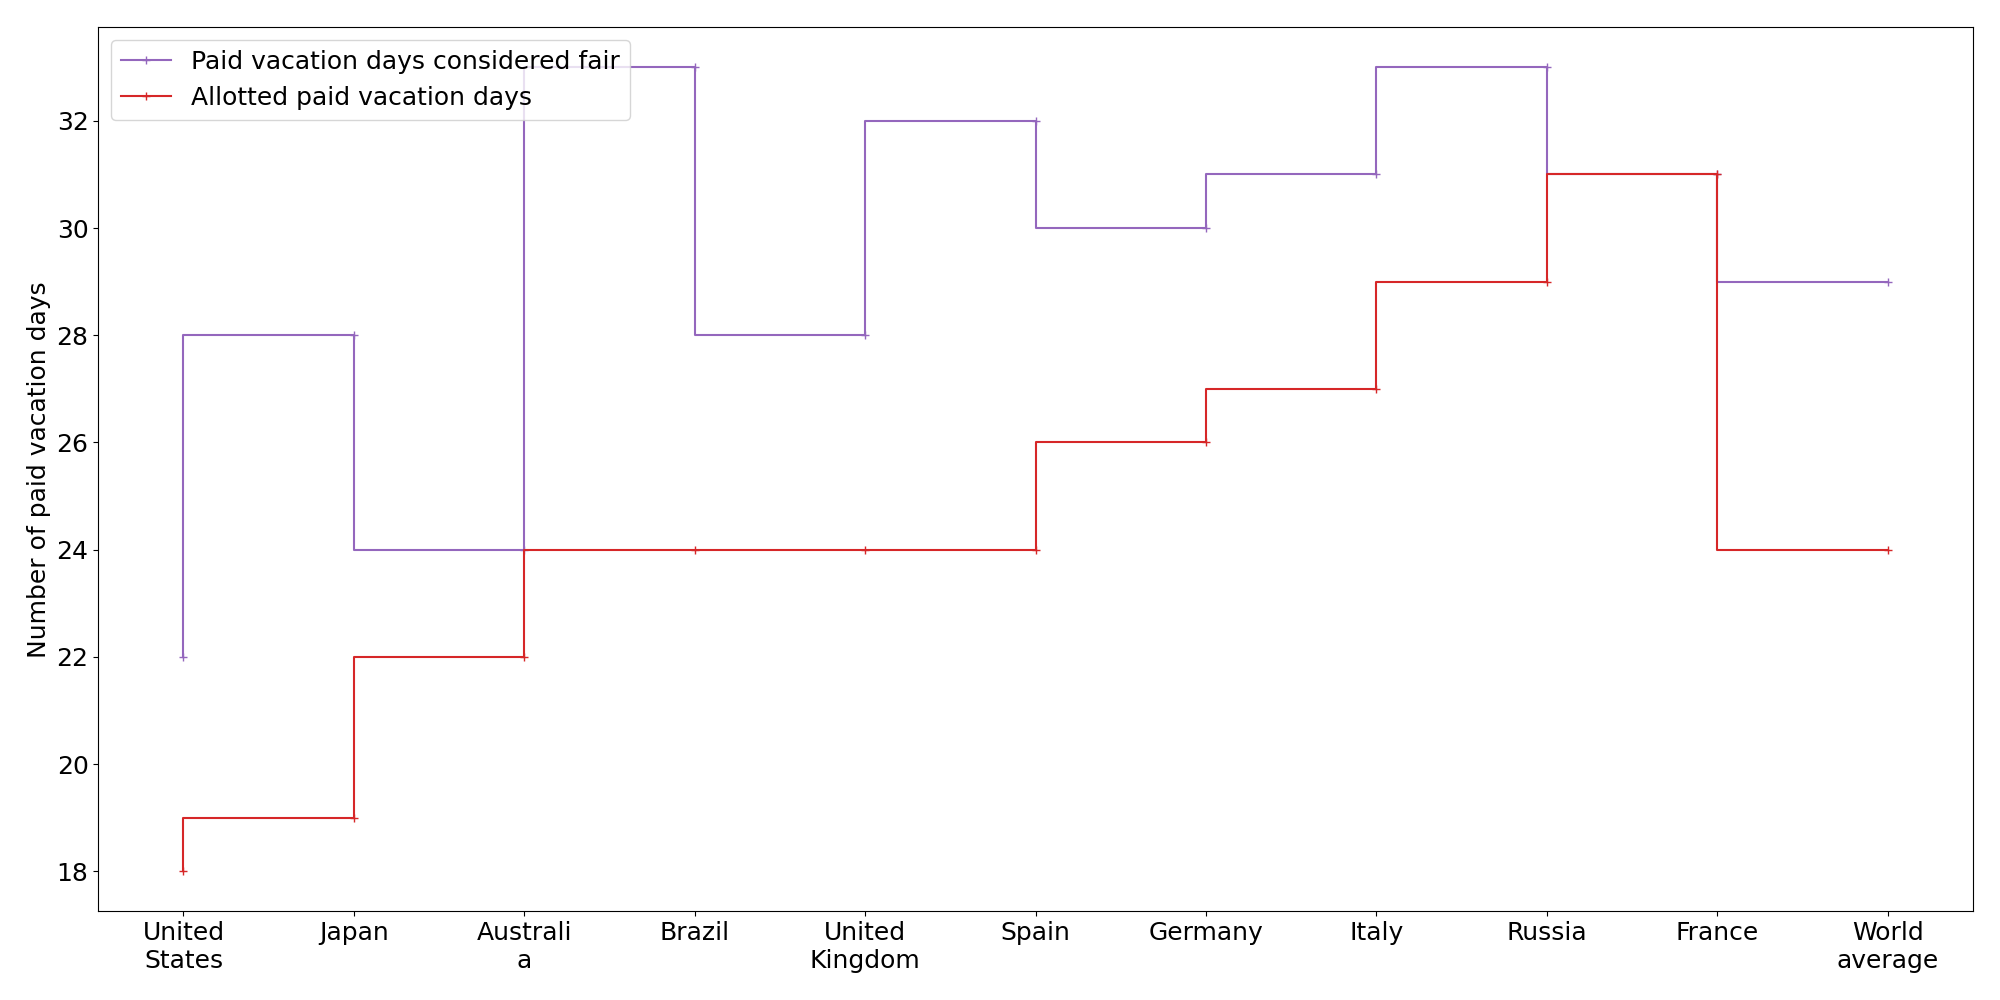 Paid vacation days considered fair
Allotted paid vacation days
Number of paid vacation days
32
30
28
26
24
22
20
18
United
States
Japan
Australi
a
Brazil
United
Kingdom
Spain
Germany
Italy
Russia
France
World
average